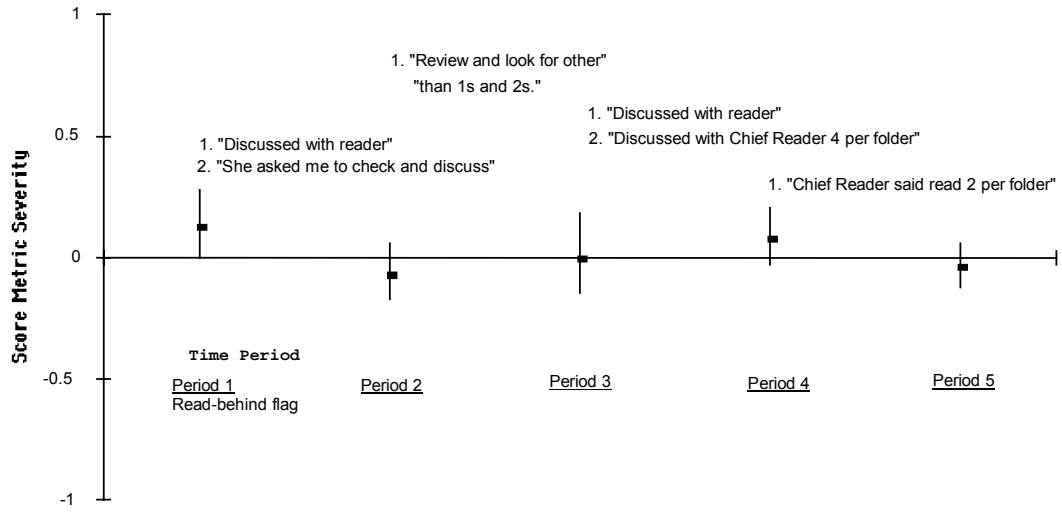 1
1. "Review and look for other"
"than 1s and 2s."
1. "Discussed with reader"
2. "Discussed with Chief Reader 4 per folder"
0.5
1. "Discussed with reader"
2. "She asked me to check and discuss"
1. "Chief Reader said read 2 per folder"
Score Metric Severity
0
Time Period
-0.5
Period 1
Period 2
Period 3
Period 4
Period 5
Read-behind flag
-1